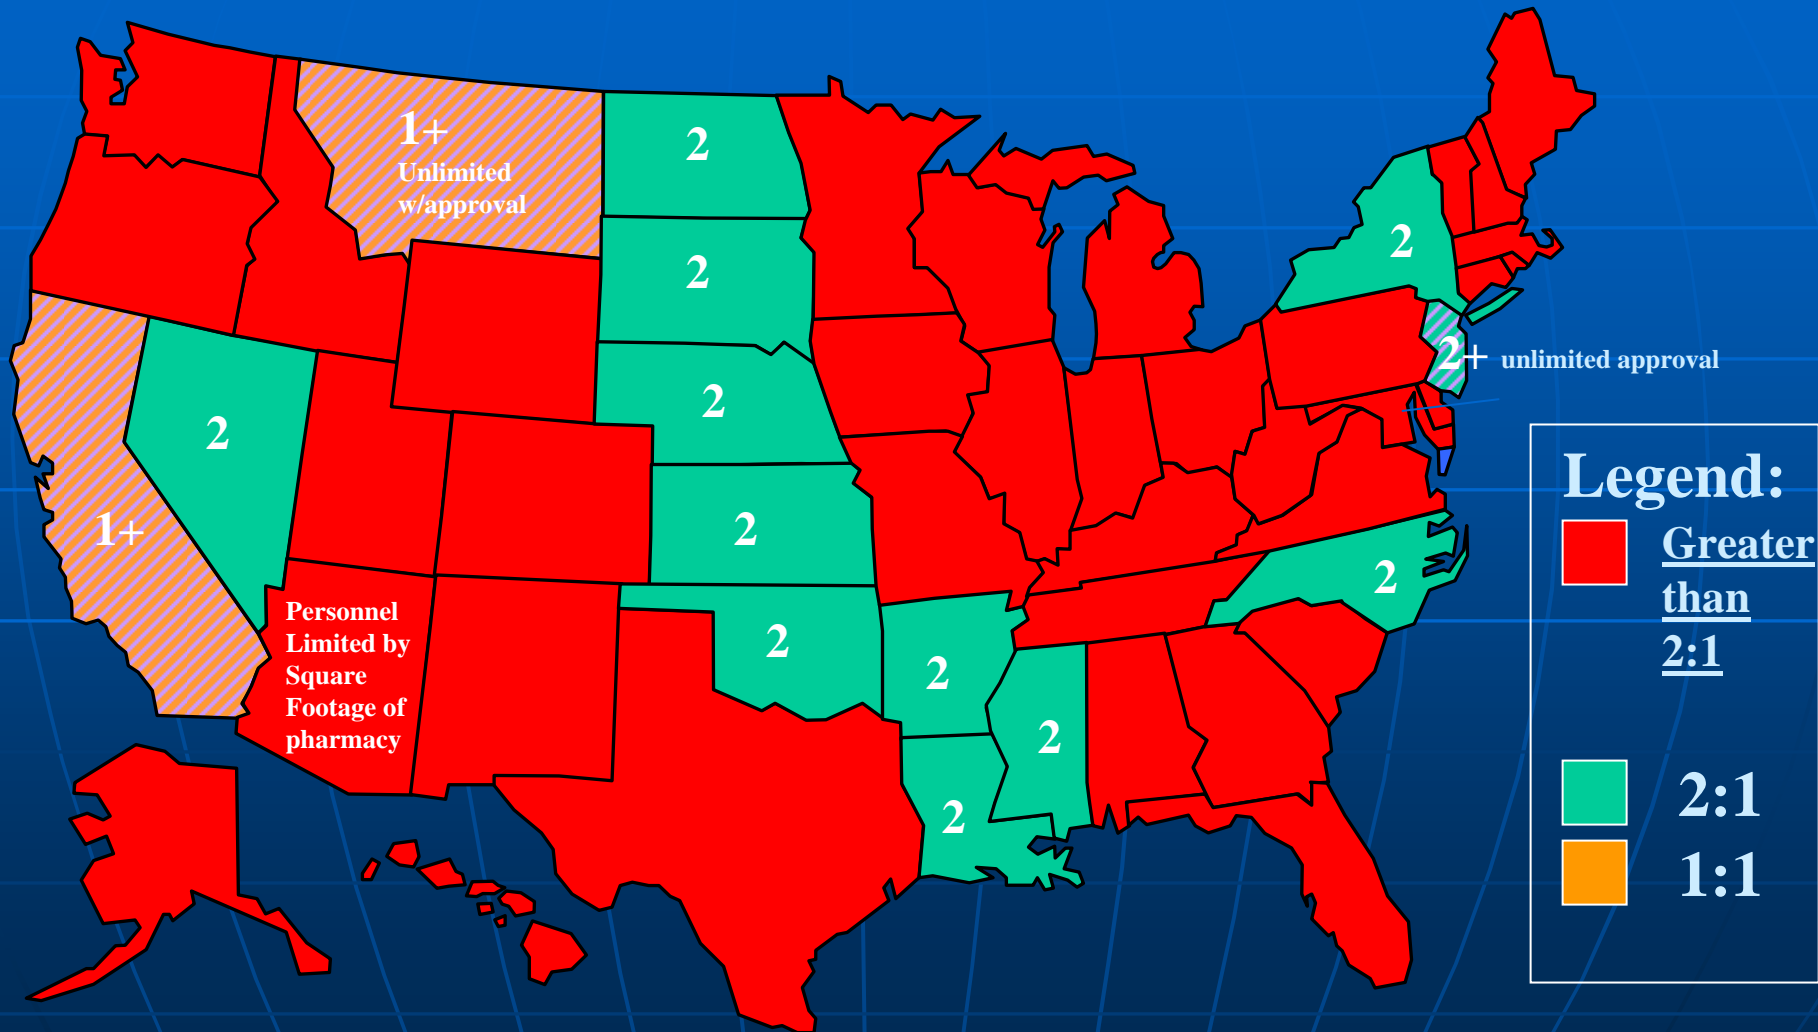 1+
Unlimited
w/approval
2
2
2
2+ unlimited approval
2
2
1+
2
2
Personnel
Limited by
Square
Footage of
pharmacy
2
2
2
2
2
Legend:
Greater
than
2:1
2:1
1:1